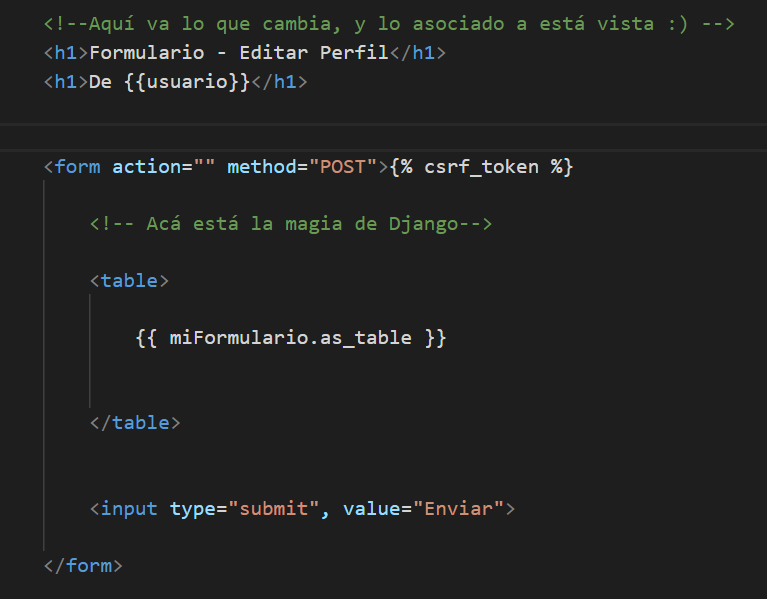 <!--Aquí va lo que cambia, y lo asociado a está vista :) -->
<h1>Formulario - Editar Perfil</h1>
<h1>De {{usuario}}</h1>
<form action="" method="POST">{% csrf_token %}
<!-- Acá está la magia de Django-->
<table>
{{ miFormulario.as_table }}
</table>
<input type="submit", value="Enviar">
</form>